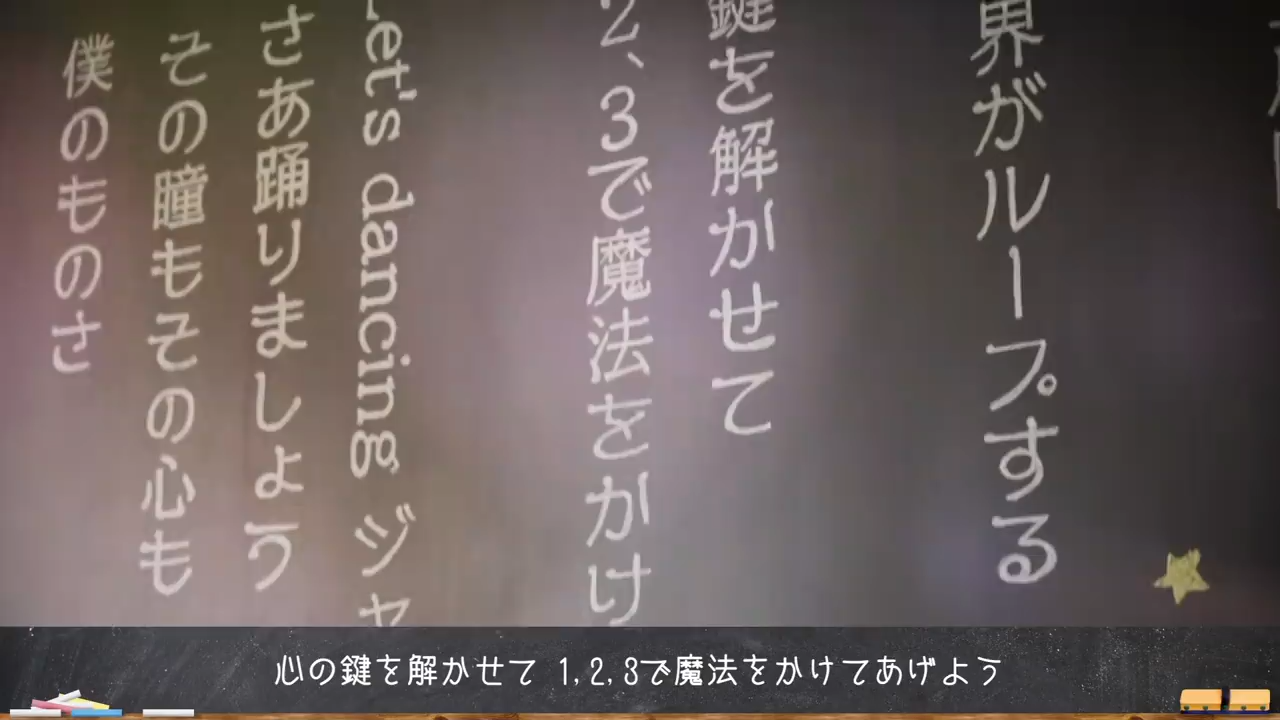 界がループする
鍵を解かせて
2、3で魔法をかけ
Let's dancing ジャ
さあ踊りましょう
その瞳もその心も
僕のものさ
心の鍵を解かせて 1,2,3で魔法をかけてあげよう